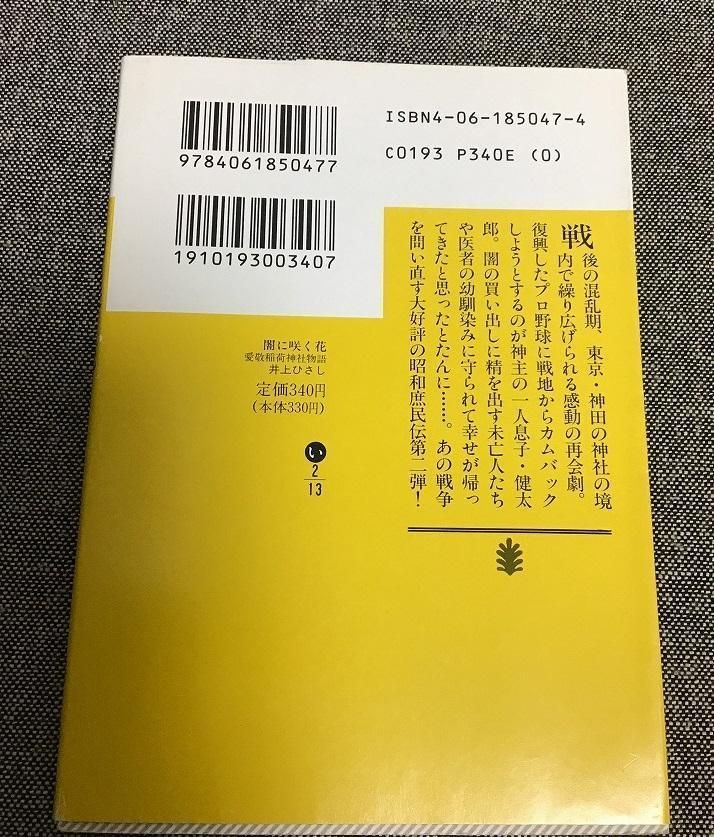 9784061850477
ISBN4-06-185047-4
C0193 P340E (0)
1910193003407
戦後の混乱期、東京・神田の神社の境
内で繰り広げられる感動の再会劇。
復興したプロ野球に戦地からカムバック
しようとするのが神主の一人息子・健太
郎。闇の買い出しに精を出す未亡人たち
や医者の幼馴染みに守られて幸せが帰っ
てきたと思ったとたんに……。あの戦争
を問い直す大好評の昭和庶民伝第二弾!
闇に咲く花
愛敬稲荷神社物語
井上ひさし
定価340円
(本体330円)
い
2
13